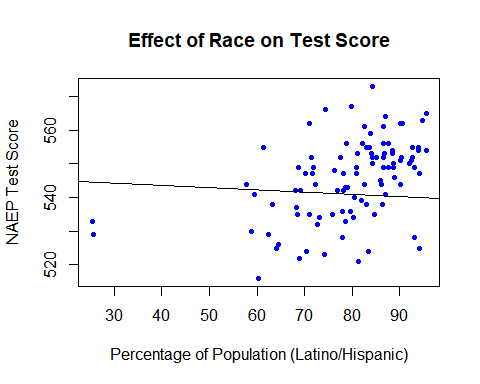 Effect of Race on Test Score
NAEP Test Score
560
540
520
30 40 50 60 70 80 90
Percentage of Population (Latino/Hispanic)